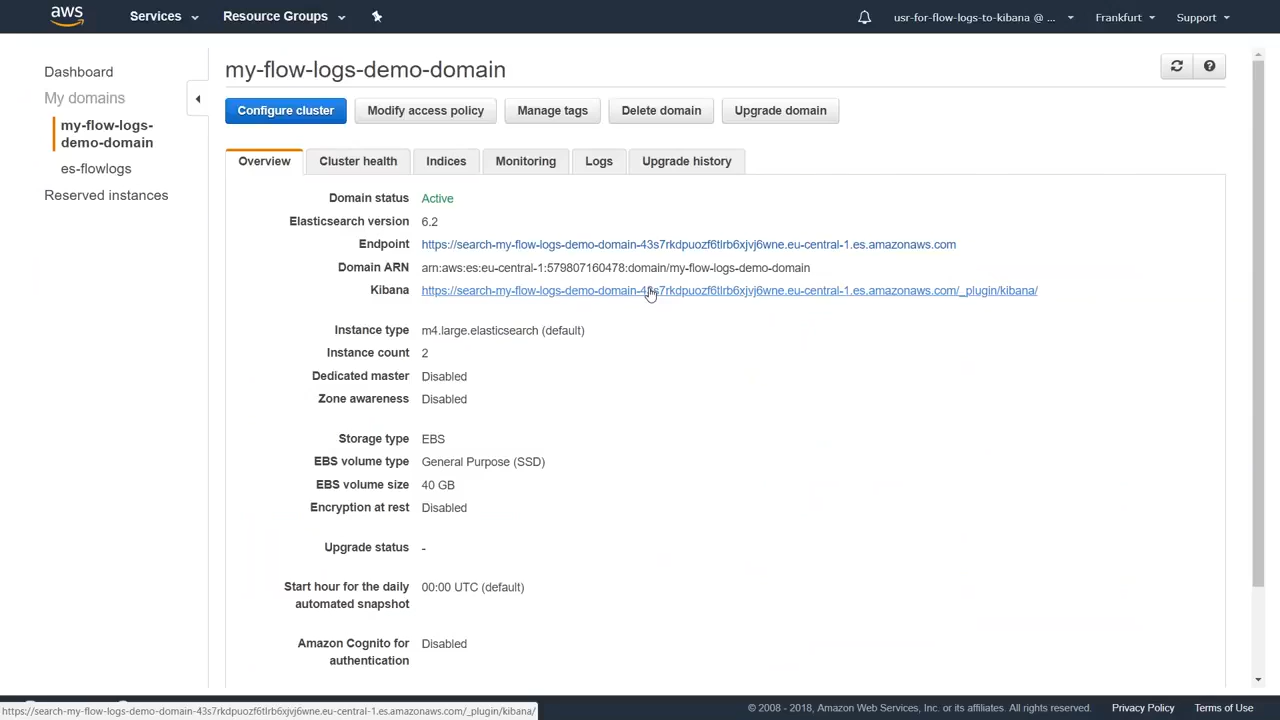 aws
Services
Resource Groups
usr-for-flow-logs-to-kibana @ ...
Frankfurt
Support
Dashboard
My domains
my-flow-logs-
demo-domain
es-flowlogs
Reserved instances
my-flow-logs-demo-domain
Configure cluster
Modify access policy
Manage tags
Delete domain
Upgrade domain
Overview
Cluster health
Indices
Monitoring
Logs
Upgrade history
Domain status Active
Elasticsearch version 6.2
Endpoint https://search-my-flow-logs-demo-domain-43s7rkdpuozf6tlrb6xjvj6wne.eu-central-1.es.amazonaws.com
Domain ARN arn:aws:es:eu-central-1:579807160478:domain/my-flow-logs-demo-domain
Kibana https://search-my-flow-logs-demo-domain-43s7rkdpuozf6tlrb6xjvj6wne.eu-central-1.es.amazonaws.com/_plugin/kibana/
Instance type m4.large.elasticsearch (default)
Instance count 2
Dedicated master Disabled
Zone awareness Disabled
Storage type EBS
EBS volume type General Purpose (SSD)
EBS volume size 40 GB
Encryption at rest Disabled
Upgrade status -
Start hour for the daily 00:00 UTC (default)
automated snapshot
Amazon Cognito for Disabled
authentication
https://search-my-flow-logs-demo-domain-43s7rkdpuozf6tlrb6xjvj6wne.eu-central-1.es.amazonaws.com/_plugin/kibana/
© 2008 - 2018, Amazon Web Services, Inc. or its affiliates. All rights reserved.
Privacy Policy
Terms of Use